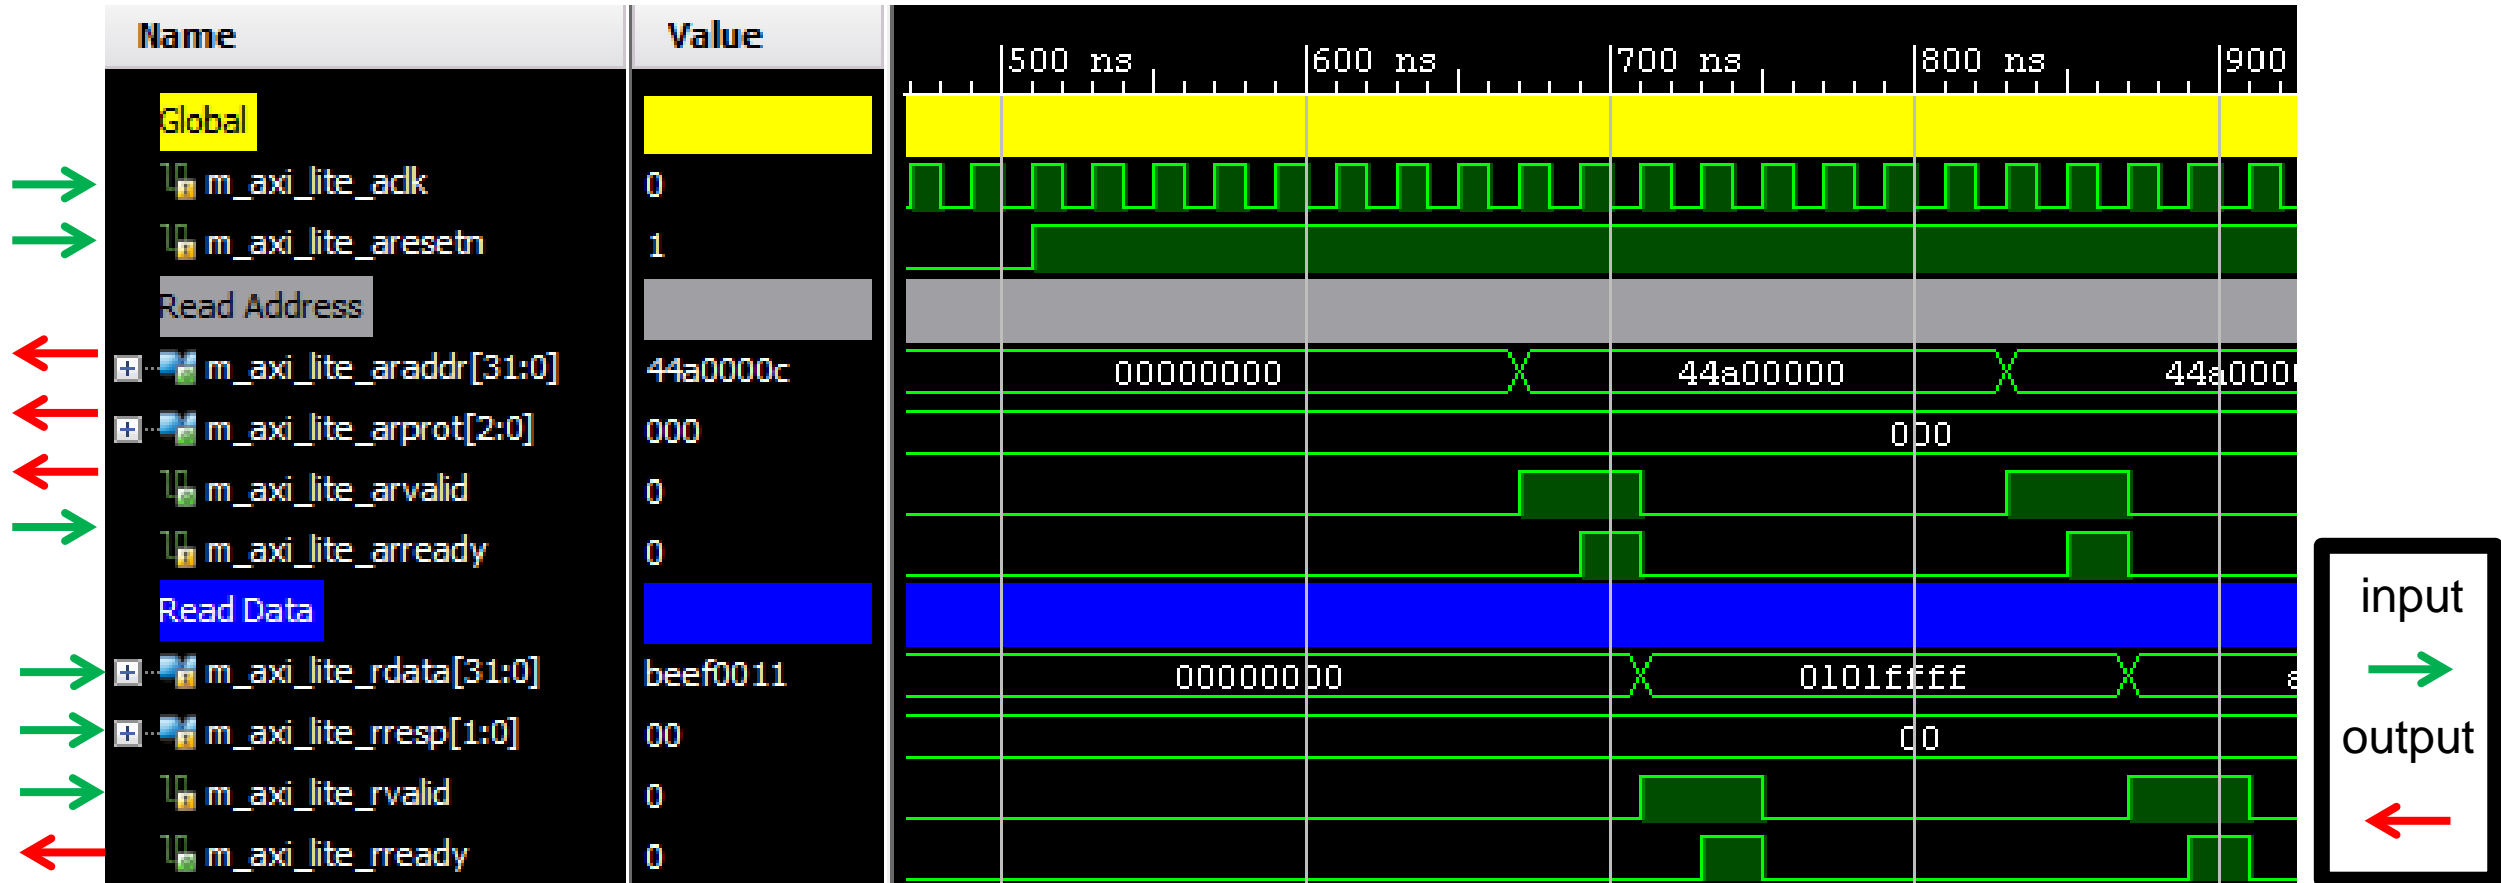 Name Value
500 ns 600 ns 700 ns 800 ns 900
Global
m_axi_lite_aclk 0
m_axi_lite_aresetn 1
Read Address
m_axi_lite_araddr[31:0] 44a0000c 00000000 44a00000 44a000
m_axi_lite_arprot[2:0] 000 000
m_axi_lite_arvalid 0
m_axi_lite_arready 0
Read Data
m_axi_lite_rdata[31:0] beef0011 00000000 0101ffff
m_axi_lite_rresp[1:0] 00 00
m_axi_lite_rvalid 0
m_axi_lite_rready 0
input
output